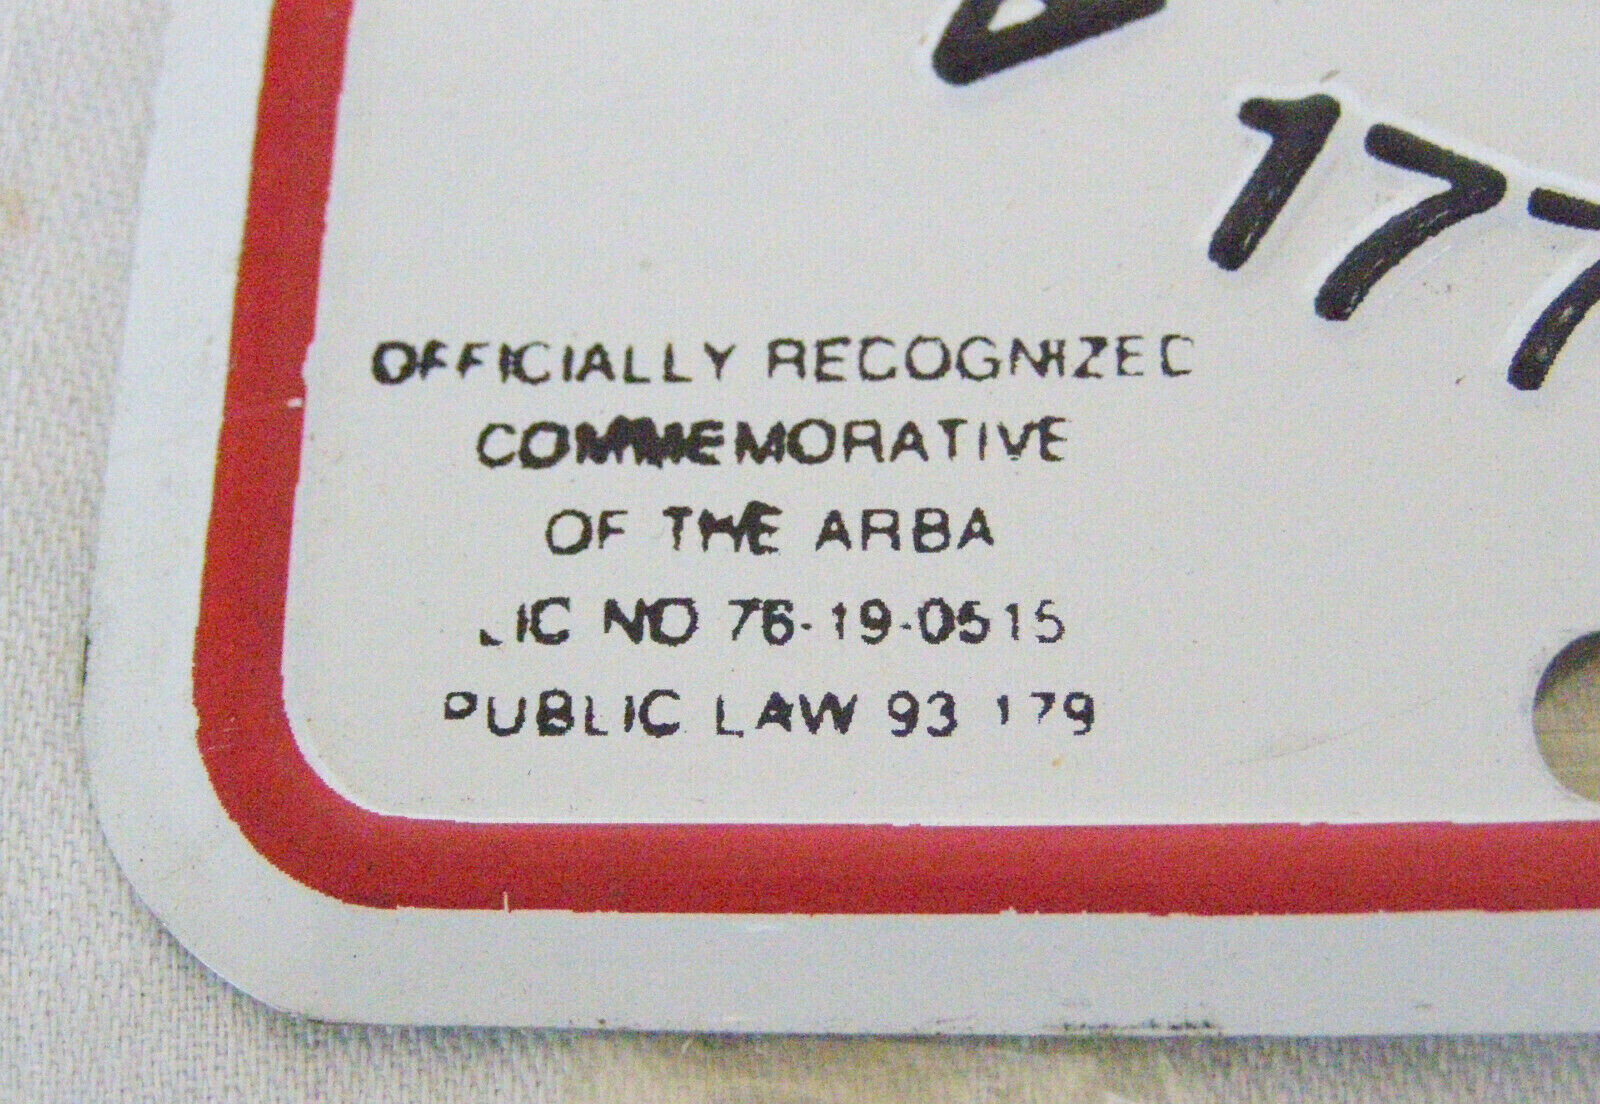 177
OFFICIALLY RECOGNIZED
COMMEMORATIVE
OF THE ARBA
LIC NO 76-19-0515
PUBLIC LAW 93 179